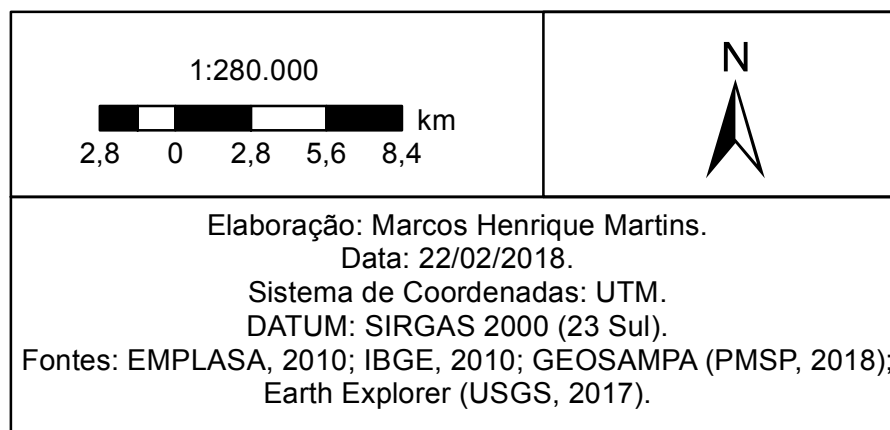 1:280.000
km
2,8 0 2,8 5,6 8,4
N
Elaboração: Marcos Henrique Martins.
Data: 22/02/2018.
Sistema de Coordenadas: UTM.
DATUM: SIRGAS 2000 (23 Sul).
Fontes: EMPLASA, 2010; IBGE, 2010; GEOSAMPA (PMSP, 2018);
Earth Explorer (USGS, 2017).